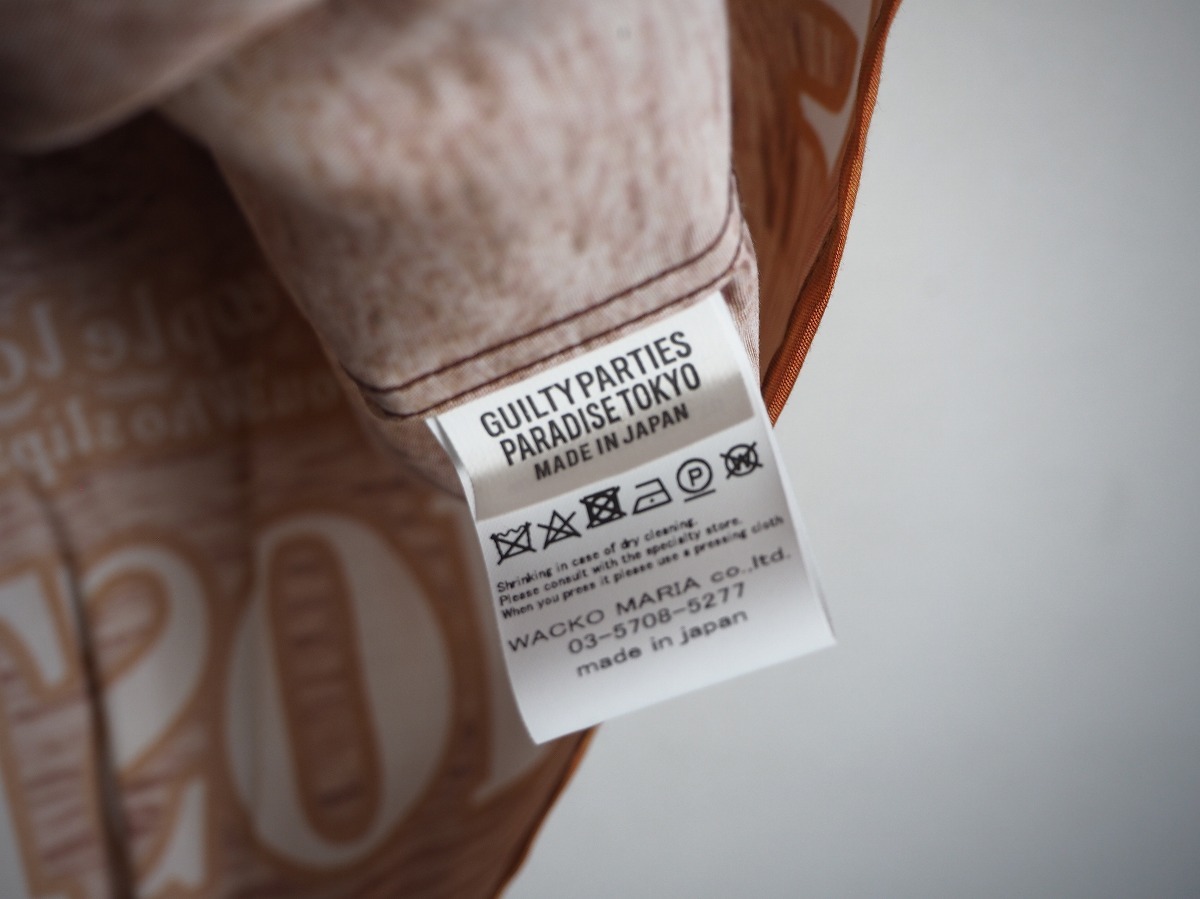 GUILTY PARTIES
PARADISE TOKYO
MADE IN JAPAN
P
W
Shrinking in case of dry cleaning.
Please consult with the specialty store.
When you press it please use a pressing cloth
WACKO MARIA co.,ltd.
03-5708-5277
made in japan